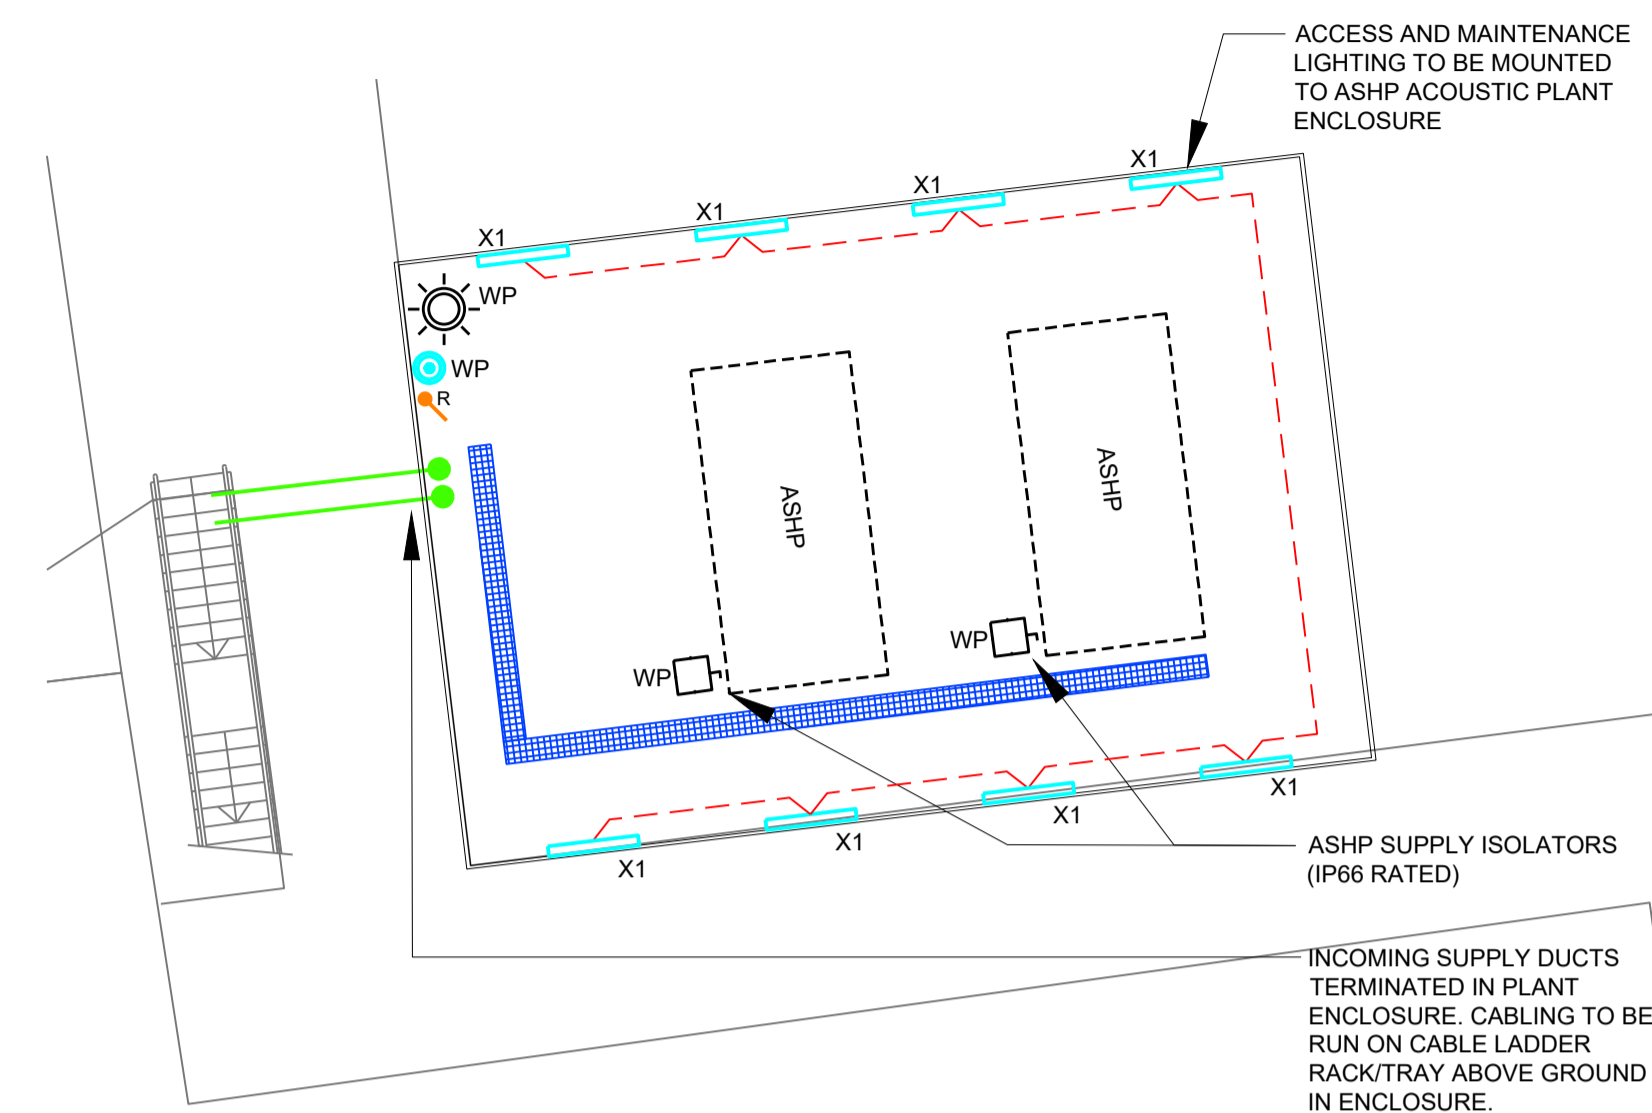 ACCESS AND MAINTENANCE
LIGHTING TO BE MOUNTED
TO ASHP ACOUSTIC PLANT
ENCLOSURE
X1
X1
X1
X1
WP
WP
R
ASHP
ASHP
WP
WP
X1
X1
X1
X1
ASHP SUPPLY ISOLATORS
(IP66 RATED)
INCOMING SUPPLY DUCTS
TERMINATED IN PLANT
ENCLOSURE. CABLING TO BE
RUN ON CABLE LADDER
RACK/TRAY ABOVE GROUND
IN ENCLOSURE.